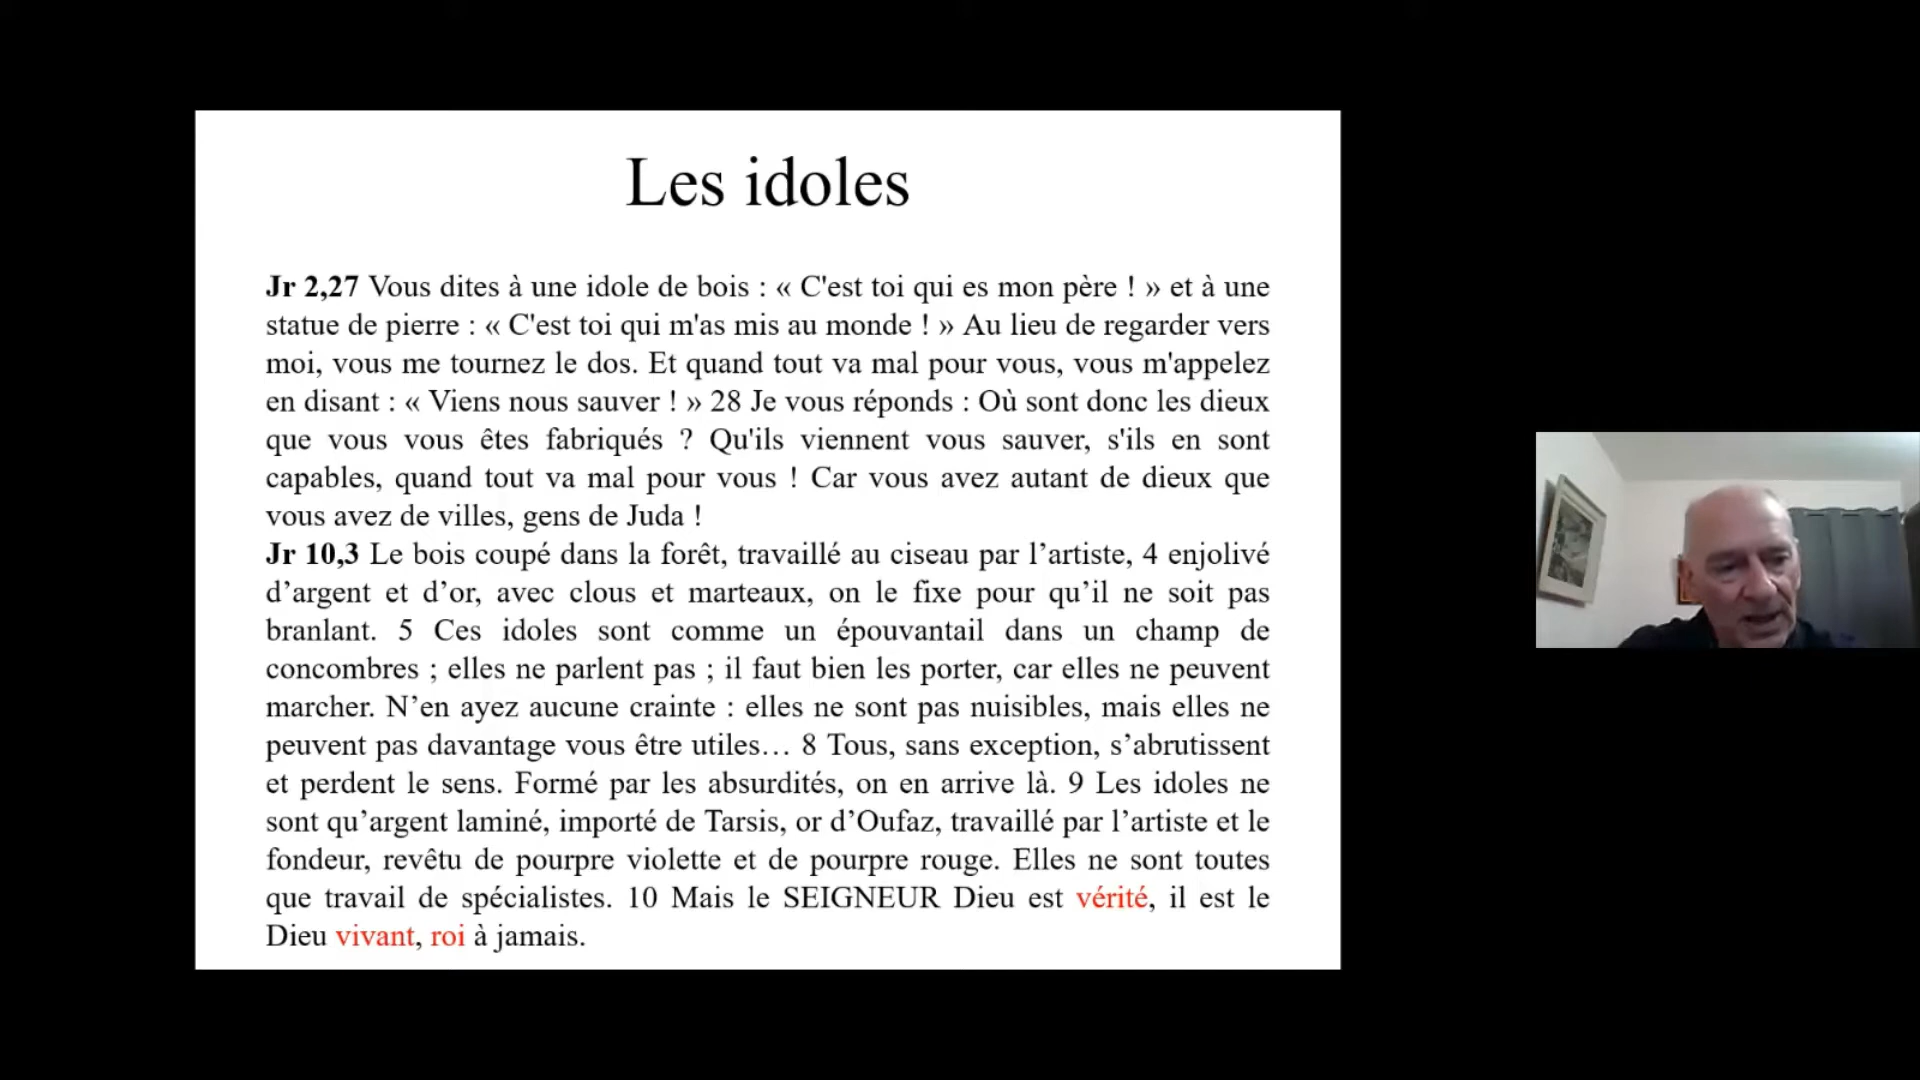 Les idoles
Jr 2,27 Vous dites à une idole de bois : « C'est toi qui es mon père ! » et à une
statue de pierre : « C'est toi qui m'as mis au monde ! » Au lieu de regarder vers
moi, vous me tournez le dos. Et quand tout va mal pour vous, vous m'appelez
en disant : « Viens nous sauver ! » 28 Je vous réponds : Où sont donc les dieux
que vous vous êtes fabriqués ? Qu'ils viennent vous sauver, s'ils en sont
capables, quand tout va mal pour vous ! Car vous avez autant de dieux que
vous avez de villes, gens de Juda !
Jr 10,3 Le bois coupé dans la forêt, travaillé au ciseau par l’artiste, 4 enjolivé
d’argent et d’or, avec clous et marteaux, on le fixe pour qu’il ne soit pas
branlant. 5 Ces idoles sont comme un épouvantail dans un champ de
concombres ; elles ne parlent pas ; il faut bien les porter, car elles ne peuvent
marcher. N’en ayez aucune crainte : elles ne sont pas nuisibles, mais elles ne
peuvent pas davantage vous être utiles… 8 Tous, sans exception, s’abrutissent
et perdent le sens. Formé par les absurdités, on en arrive là. 9 Les idoles ne
sont qu’argent laminé, importé de Tarsis, or d’Oufaz, travaillé par l’artiste et le
fondeur, revêtu de pourpre violette et de pourpre rouge. Elles ne sont toutes
que travail de spécialistes. 10 Mais le SEIGNEUR Dieu est vérité, il est le
Dieu vivant, roi à jamais.